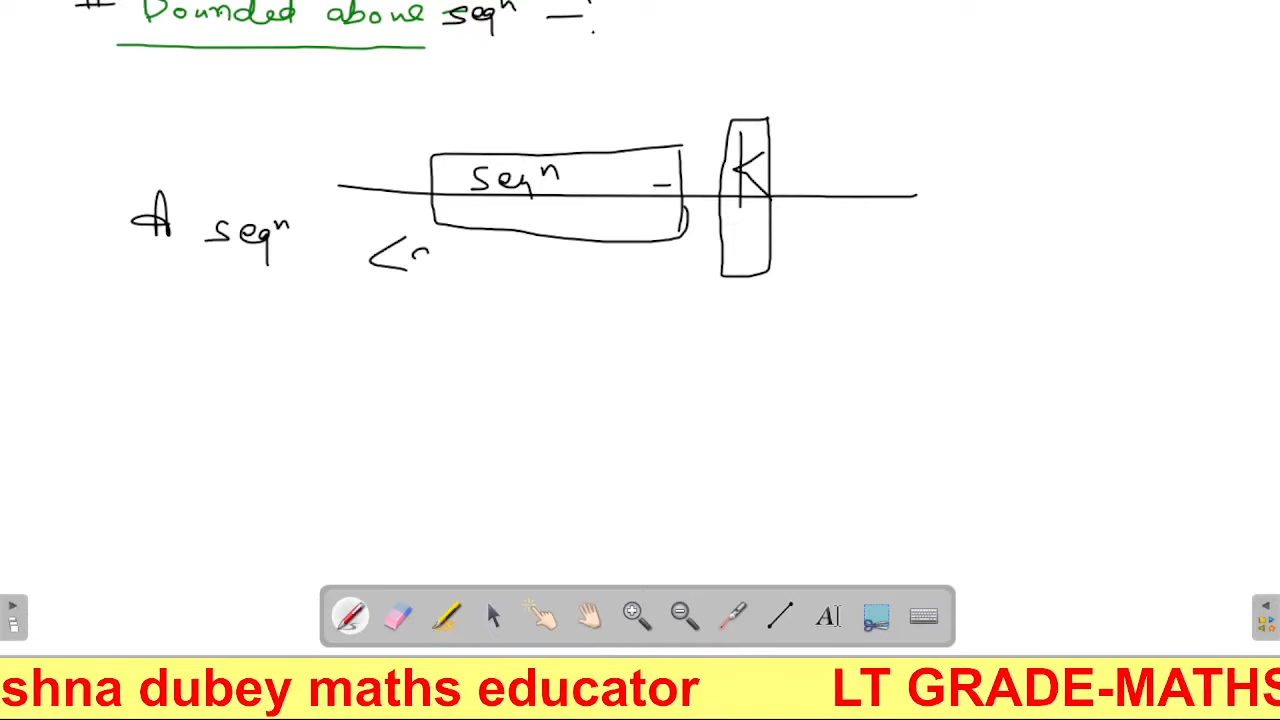 # Bounded above seqⁿ —:
seqⁿ
K
A seqⁿ
shna dubey maths educator LT GRADE-MATHS